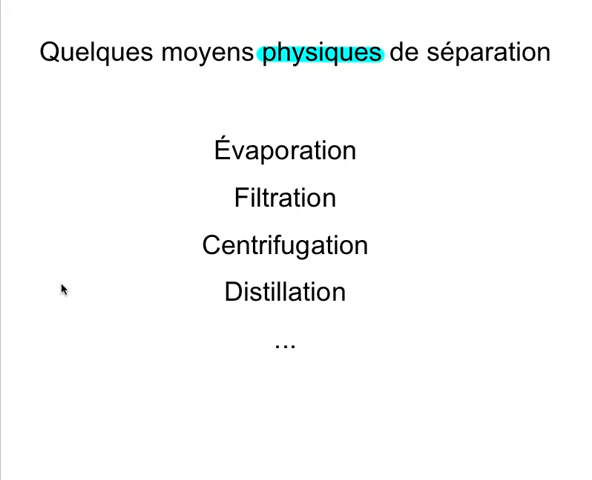 Quelques moyens physiques de séparation
Évaporation
Filtration
Centrifugation
Distillation
...